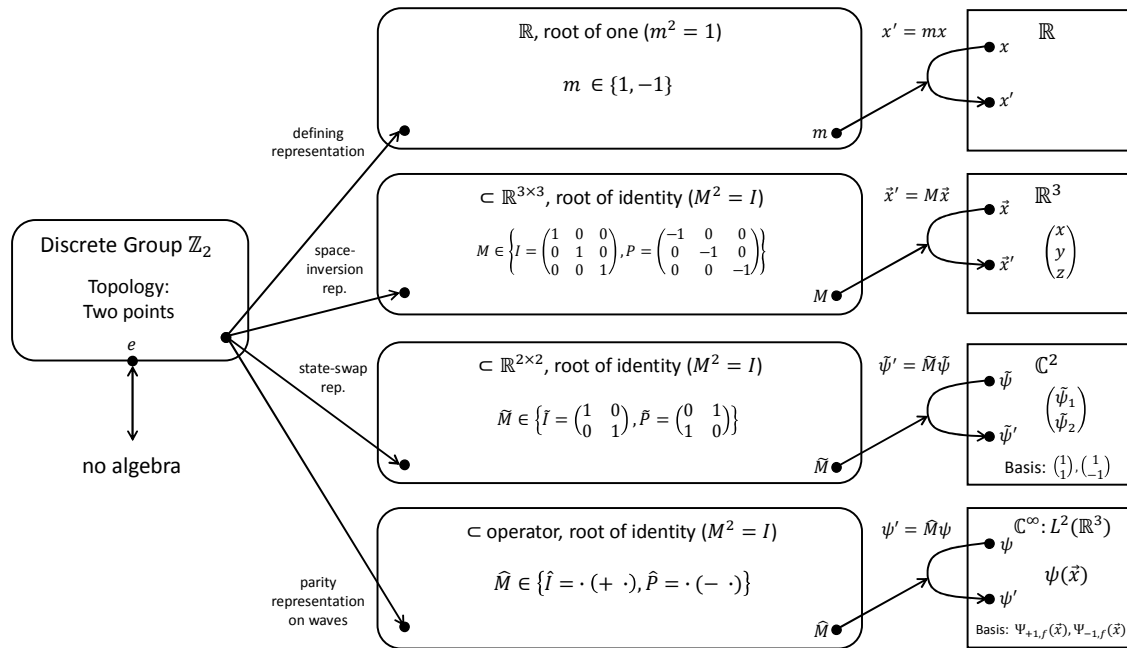 Discrete Group ℤ₂
Topology:
Two points
e
no algebra
defining
representation
ℝ, root of one (m² = 1)
m ∈ {1, −1}
m
x′ = mx
ℝ
x
x′
space-
inversion
rep.
⊂ ℝ³ˣ³, root of identity (M² = I)
M ∈ {I = (1 0 0; 0 1 0; 0 0 1), P = (−1 0 0; 0 −1 0; 0 0 −1)}
M
x⃗′ = Mx⃗
ℝ³
x⃗
x⃗′
(x; y; z)
state-swap
rep.
⊂ ℝ²ˣ², root of identity (M² = I)
M̃ ∈ {Ĩ = (1 0; 0 1), P̃ = (0 1; 1 0)}
M̃
ψ̃′ = M̃ψ̃
ℂ²
ψ̃
ψ̃′
(ψ̃₁; ψ̃₂)
Basis: (1; 1), (1; −1)
parity
representation
on waves
⊂ operator, root of identity (M² = I)
M̂ ∈ {Î = · (+ ·), P̂ = · (− ·)}
M̂
ψ′ = M̂ψ
ℂ^∞: L²(ℝ³)
ψ
ψ′
ψ(x⃗)
Basis: Ψ₊₁,f(x⃗), Ψ₋₁,f(x⃗)